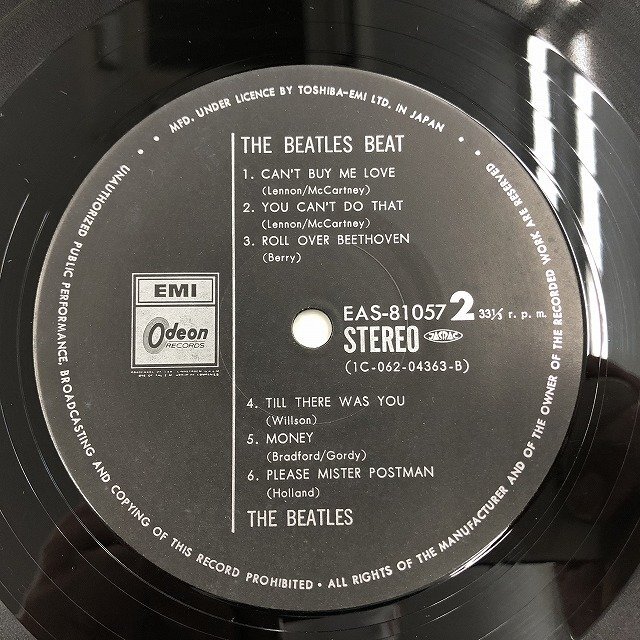 MFD. UNDER LICENCE BY TOSHIBA-EMI LTD. IN JAPAN
THE BEATLES BEAT
1. CAN'T BUY ME LOVE
(Lennon/McCartney)
2. YOU CAN'T DO THAT
(Lennon/McCartney)
3. ROLL OVER BEETHOVEN
(Berry)
EMI
Odeon
RECORDS
EAS-81057 2 33⅓ r. p. m.
STEREO JASRAC
(1C-062-04363-B)
4. TILL THERE WAS YOU
(Willson)
5. MONEY
(Bradford/Gordy)
6. PLEASE MISTER POSTMAN
(Holland)
THE BEATLES
UNAUTHORIZED PUBLIC PERFORMANCE, BROADCASTING AND COPYING OF THIS RECORD PROHIBITED • ALL RIGHTS OF THE MANUFACTURER AND OF THE OWNER OF THE RECORDED WORK ARE RESERVED